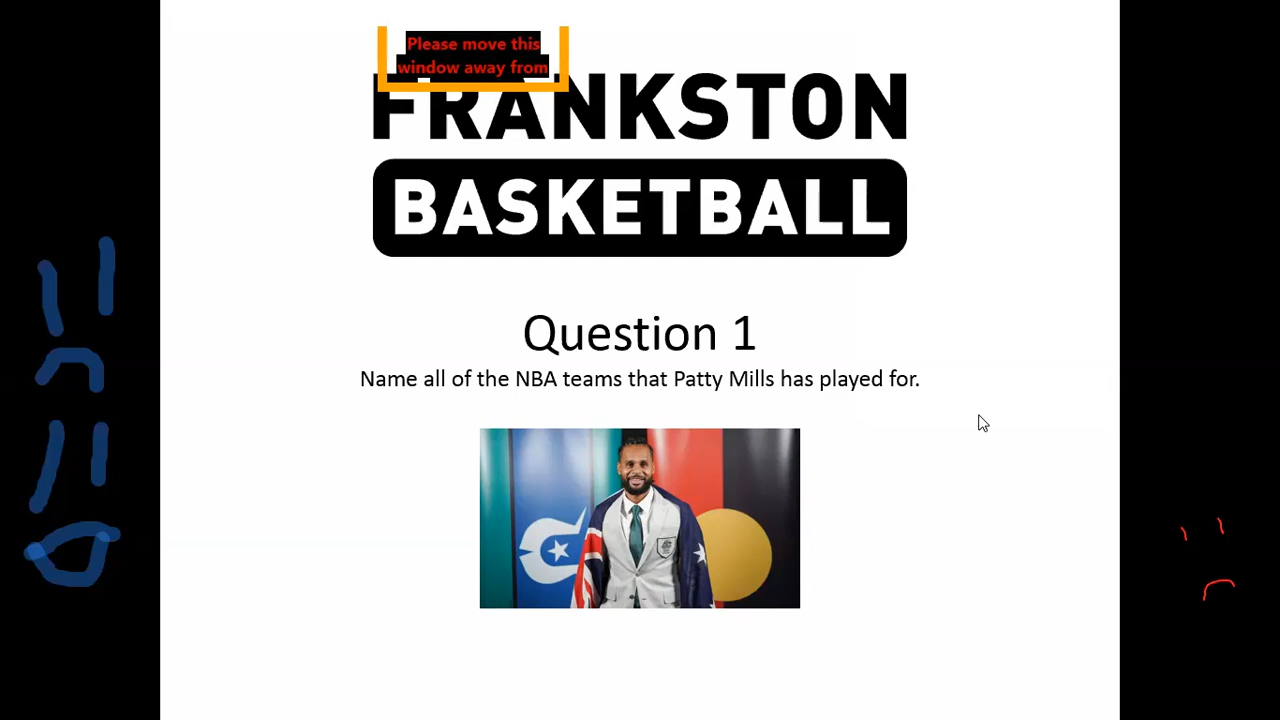 Please move this
window away from
FRANKSTON
BASKETBALL
Question 1
Name all of the NBA teams that Patty Mills has played for.